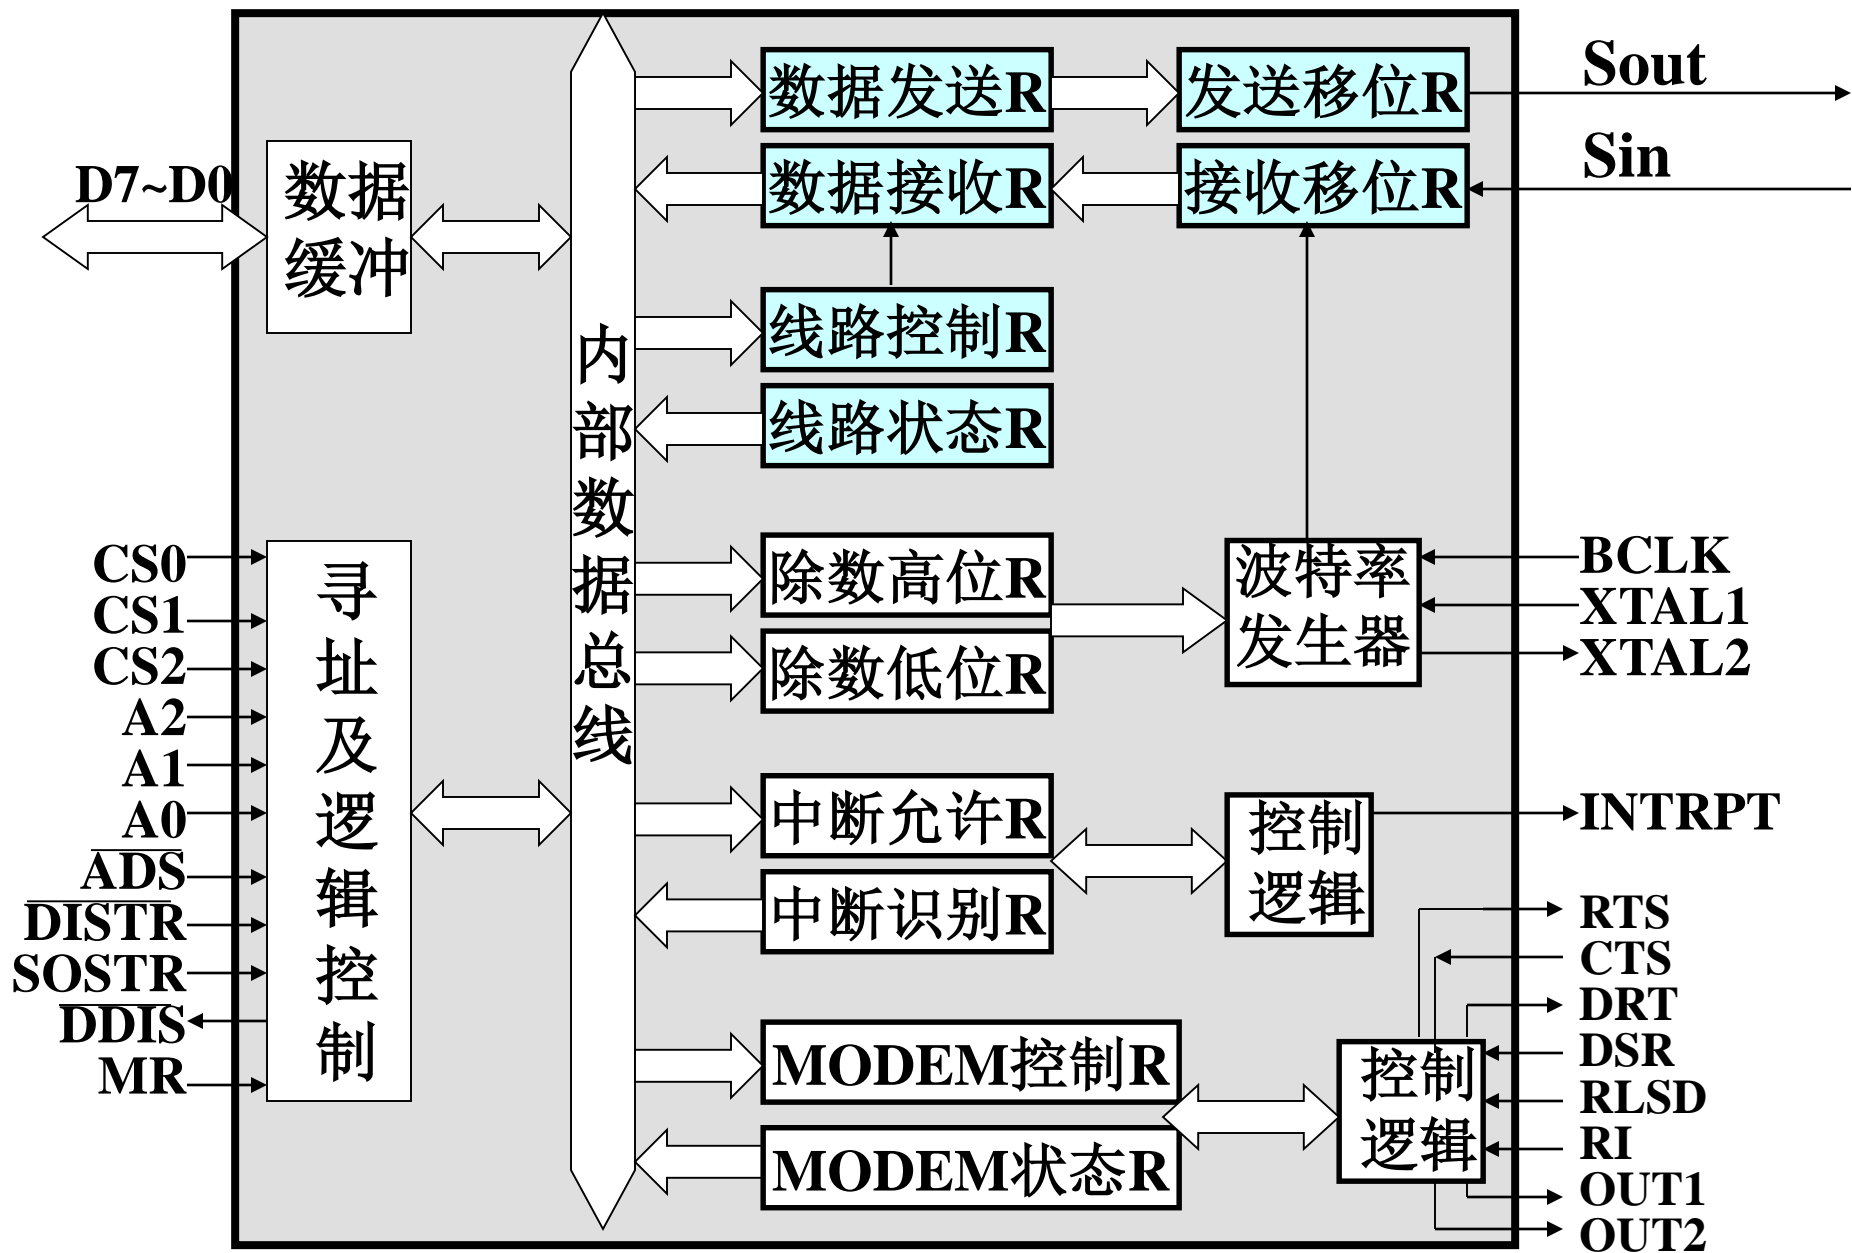 D7~D0
数据
缓冲
CS0
CS1
CS2
A2
A1
A0
ADS
DISTR
SOSTR
DDIS
MR
寻
址
及
逻
辑
控
制
内
部
数
据
总
线
数据发送R
发送移位R
数据接收R
接收移位R
线路控制R
线路状态R
除数高位R
除数低位R
波特率
发生器
中断允许R
中断识别R
控制
逻辑
MODEM控制R
MODEM状态R
控制
逻辑
Sout
Sin
BCLK
XTAL1
XTAL2
INTRPT
RTS
CTS
DRT
DSR
RLSD
RI
OUT1
OUT2